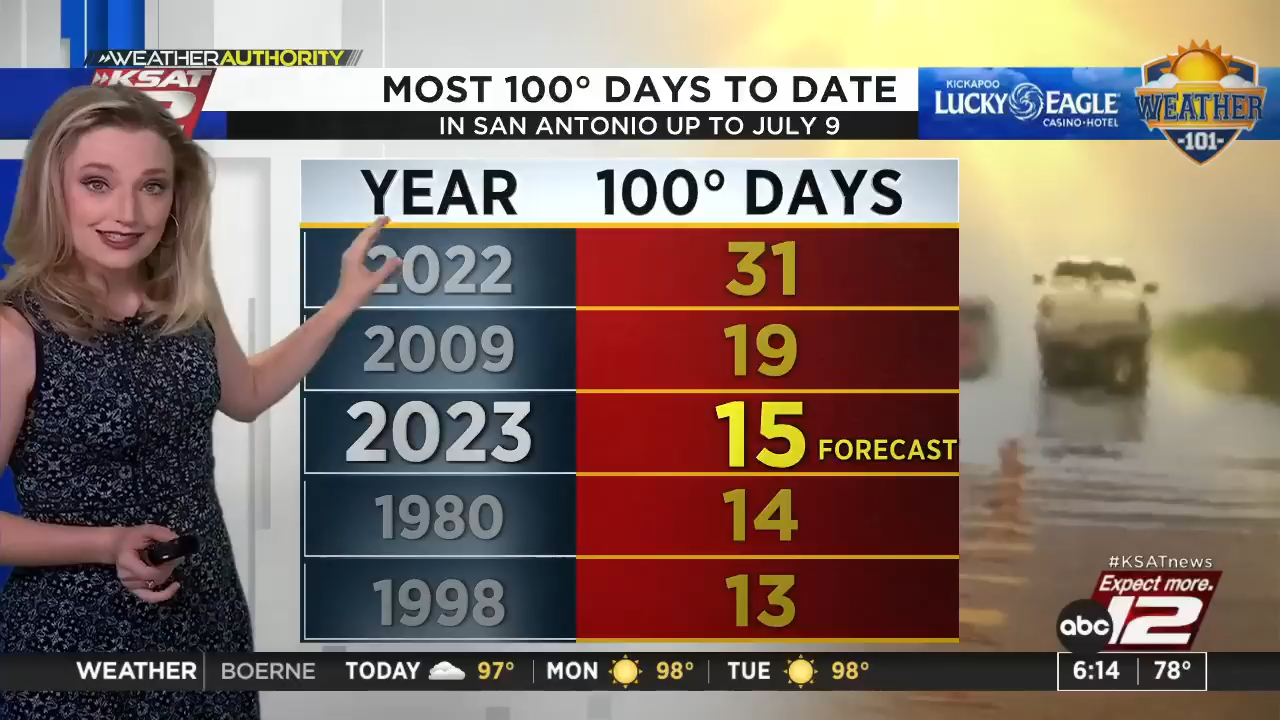 WEATHERAUTHORITY
KSAT
12
MOST 100° DAYS TO DATE
IN SAN ANTONIO UP TO JULY 9
KICKAPOO
LUCKY EAGLE
CASINO•HOTEL
WEATHER
-101-
YEAR 100° DAYS
2022 31
2009 19
2023 15 FORECAST
1980 14
1998 13
#KSATnews
Expect more.
abc 12
WEATHER BOERNE TODAY 97° MON 98° TUE 98° 6:14 78°